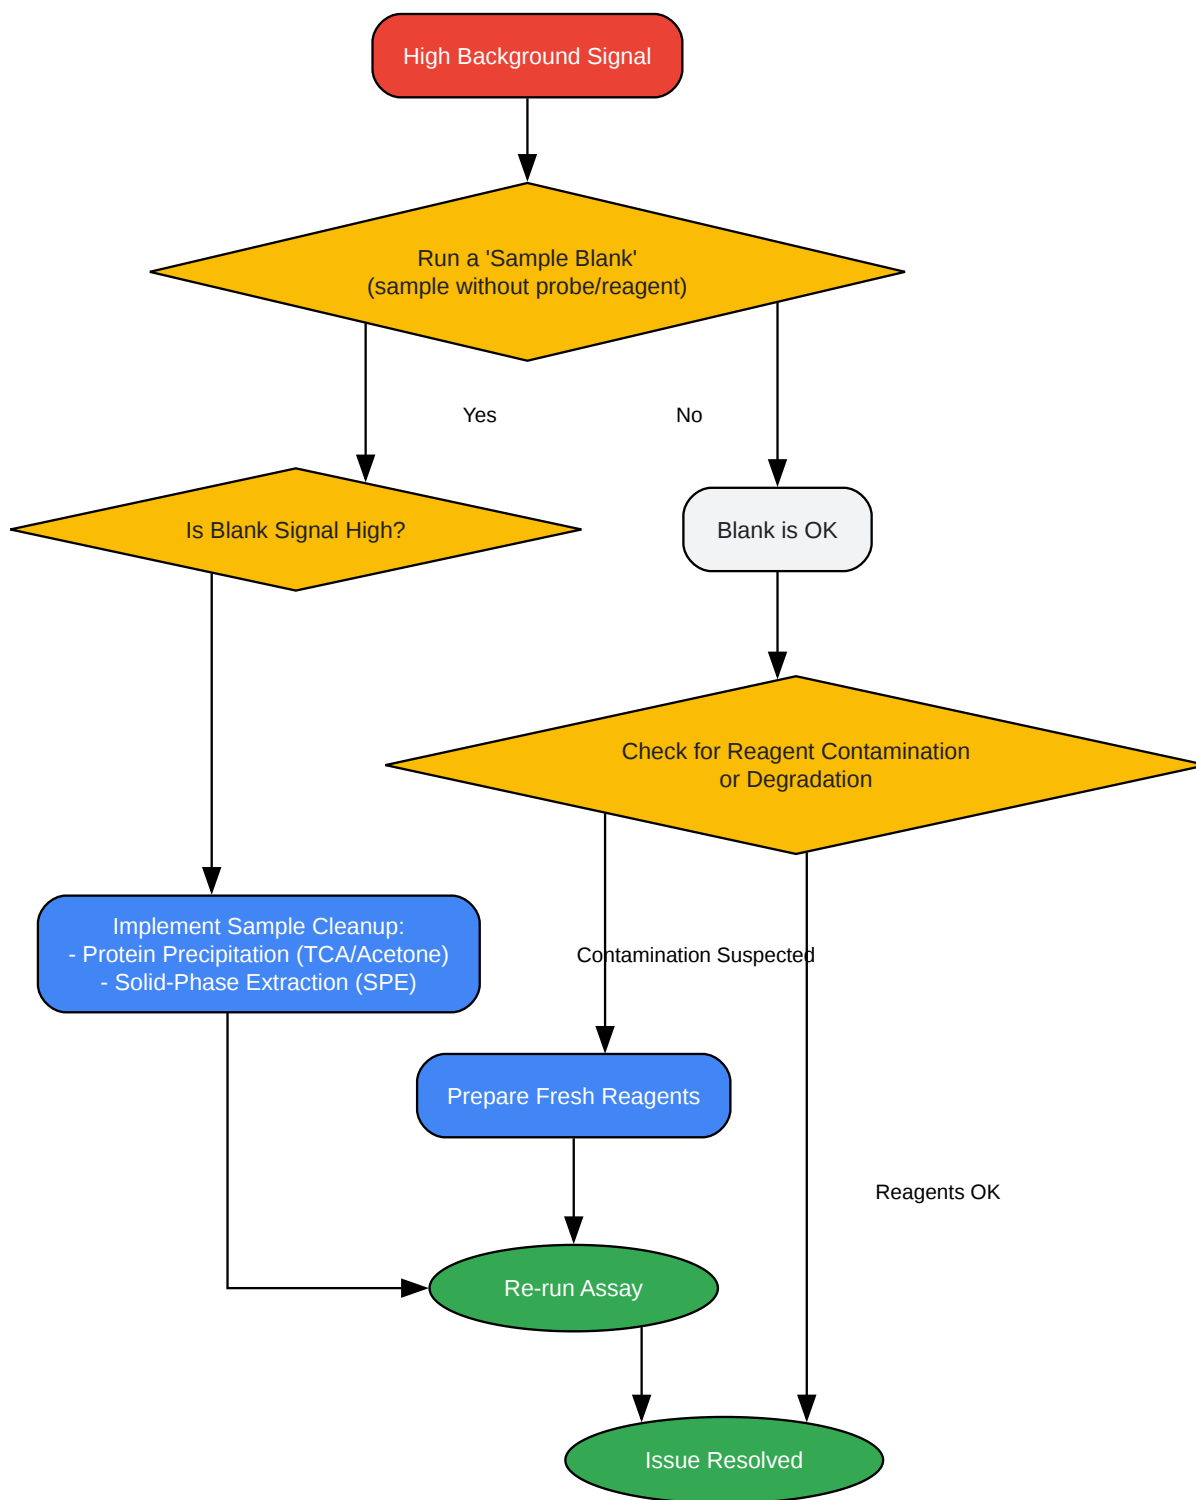 High Background Signal
Run a 'Sample Blank'
(sample without probe/reagent)
Yes
No
Is Blank Signal High?
Blank is OK
Check for Reagent Contamination
or Degradation
Implement Sample Cleanup:
- Protein Precipitation (TCA/Acetone)
- Solid-Phase Extraction (SPE)
Contamination Suspected
Prepare Fresh Reagents
Reagents OK
Re-run Assay
Issue Resolved